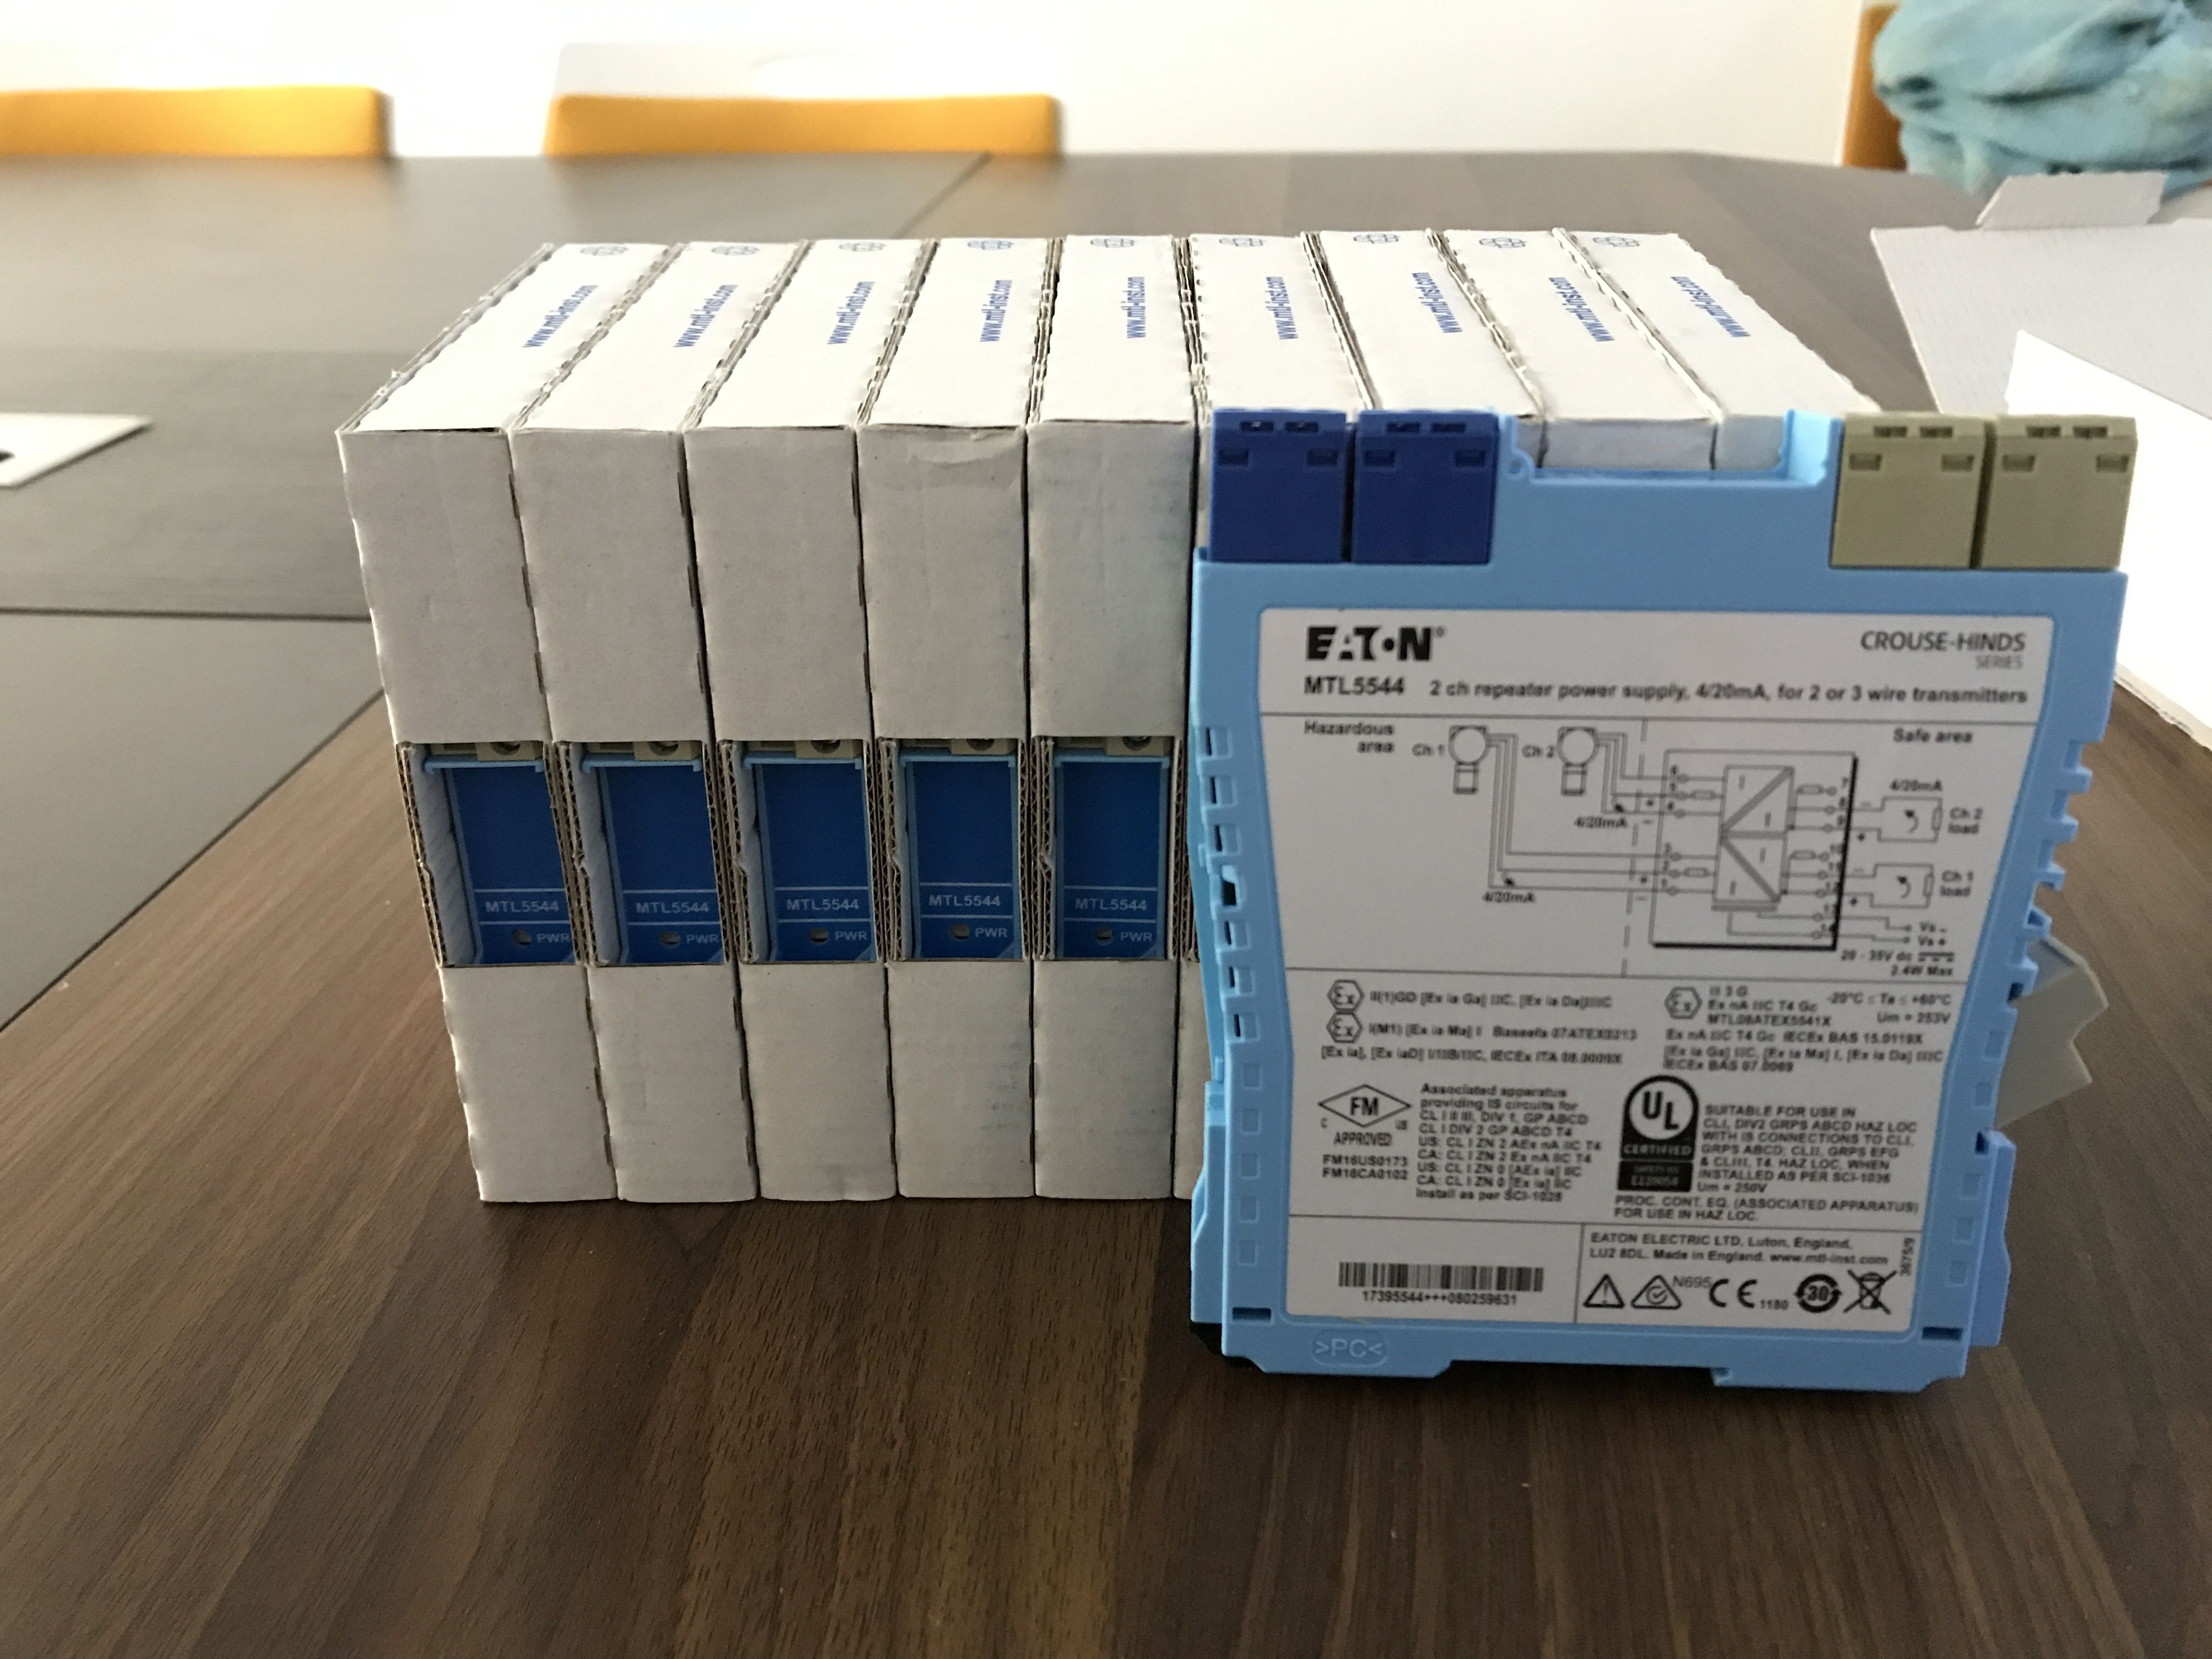 www.mtl-inst.com
www.mtl-inst.com
www.mtl-inst.com
www.mtl-inst.com
www.mtl-inst.com
www.mtl-inst.com
www.mtl-inst.com
www.mtl-inst.com
www.mtl-inst.com
MTL5544
PWR
MTL5544
PWR
MTL5544
PWR
MTL5544
PWR
MTL5544
PWR
EATON®
CROUSE-HINDS
SERIES
MTL5544 2 ch repeater power supply, 4/20mA, for 2 or 3 wire transmitters
Hazardous
area
Ch 1
Ch 2
Safe area
4/20mA
4/20mA
4/20mA
Ch 2
load
Ch 1
load
Vs -
Vs +
20 - 35V dc
2.4W Max
Ex II(1)GD [Ex ia Ga] IIC, [Ex ia Da]IIIC
Ex I(M1) [Ex ia Ma] I Baseefa 07ATEX0213
[Ex ia], [Ex iaD] I/IIB/IIC, IECEx ITA 08.0009X
Ex II 3 G
Ex nA IIC T4 Gc -20°C ≤ Ta ≤ +60°C
MTL08ATEX5541X Um = 253V
Ex nA IIC T4 Gc IECEx BAS 15.0119X
[Ex ia Ga] IIC, [Ex ia Ma] I, [Ex ia Da] IIIC
IECEx BAS 07.0069
FM
C US
APPROVED
FM16US0173
FM16CA0102
Associated apparatus
providing IS circuits for
CL I II III, DIV 1, GP ABCD
CL I DIV 2 GP ABCD T4
US: CL I ZN 2 AEx nA IIC T4
CA: CL I ZN 2 Ex nA IIC T4
US: CL I ZN 0 [AEx ia] IIC
CA: CL I ZN 0 [Ex ia] IIC
Install as per SCI-1028
UL
CERTIFIED
SUITABLE FOR USE IN
CLI, DIV2 GRPS ABCD HAZ LOC
WITH IS CONNECTIONS TO CLI,
GRPS ABCD; CLII, GRPS EFG
& CLIII, T4. HAZ LOC, WHEN
INSTALLED AS PER SCI-1036
Um = 250V
PROC. CONT. EQ. (ASSOCIATED APPARATUS)
FOR USE IN HAZ LOC.
17395544+++080259631
EATON ELECTRIC LTD, Luton, England,
LU2 8DL. Made in England. www.mtl-inst.com
N695
CE 1180
30
>PC<